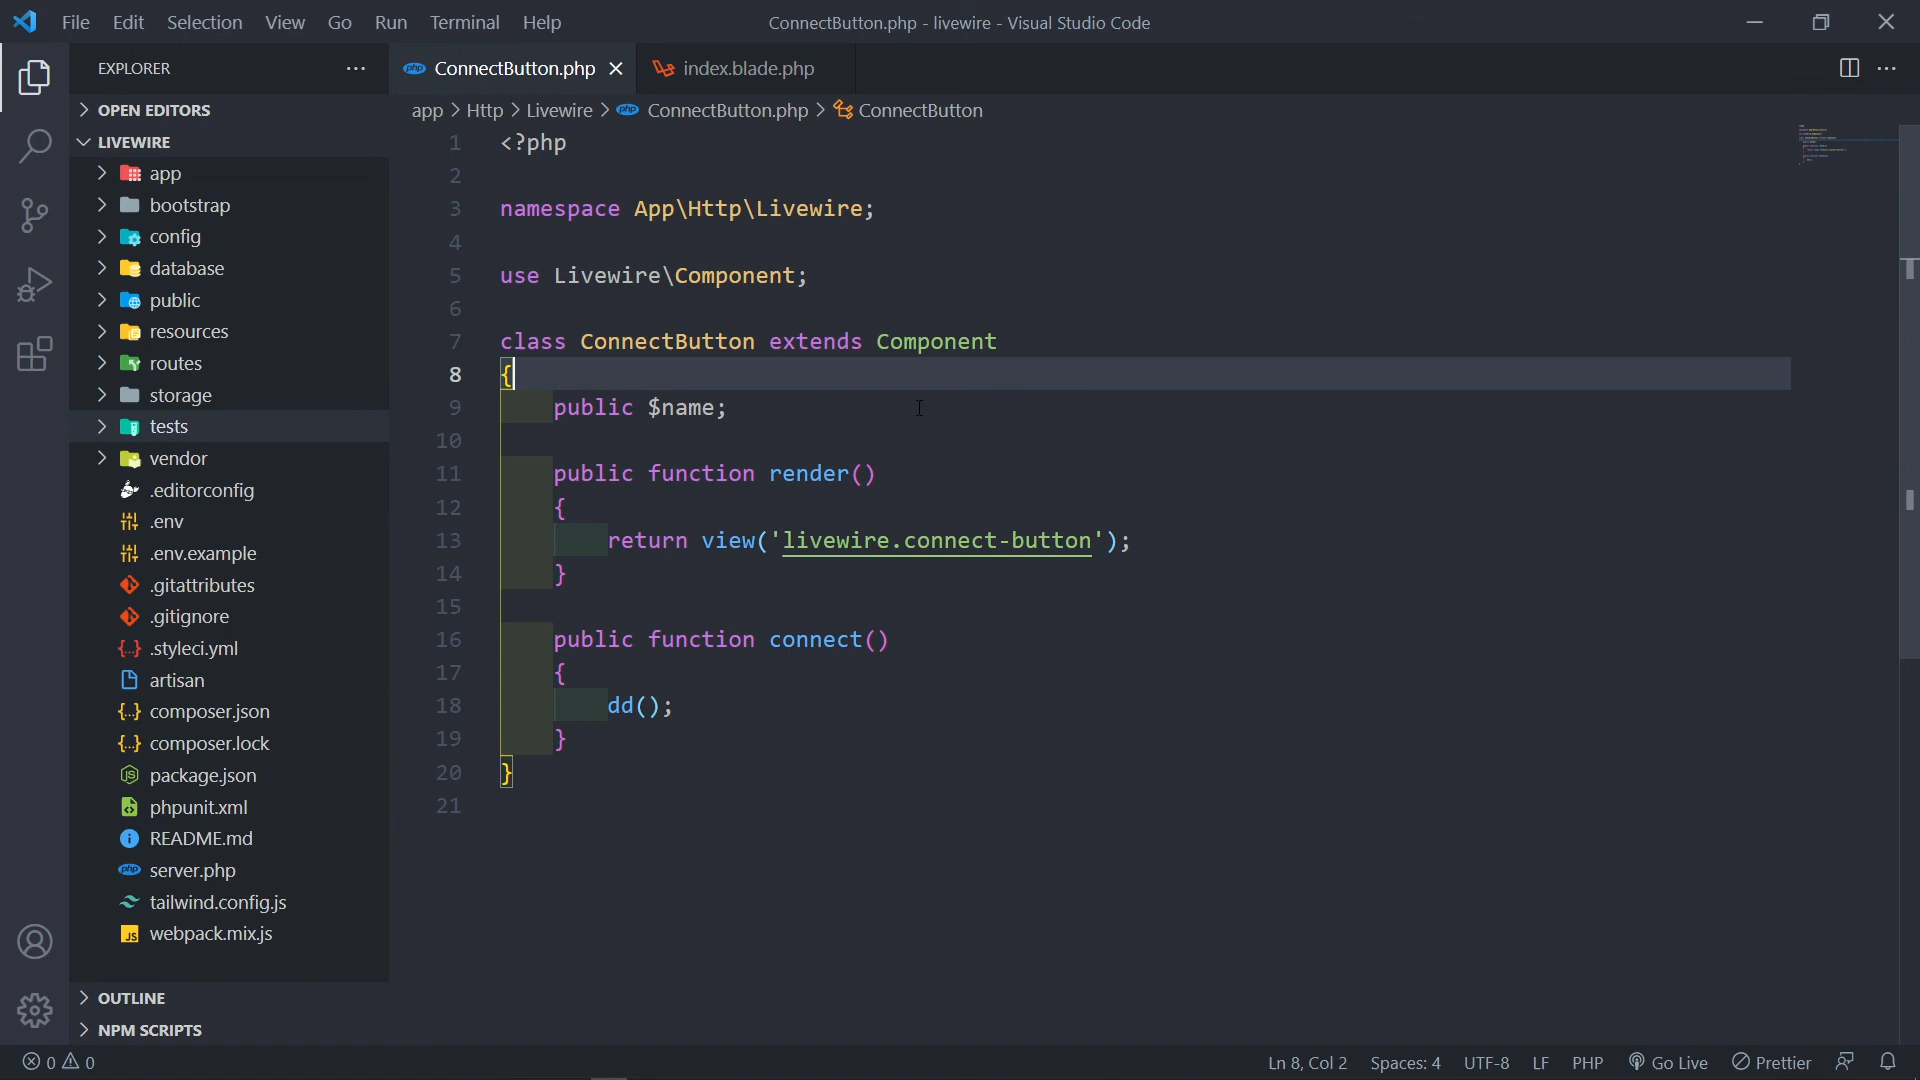 File Edit Selection View Go Run Terminal Help
ConnectButton.php - livewire - Visual Studio Code
EXPLORER
OPEN EDITORS
LIVEWIRE
app
bootstrap
config
database
public
resources
routes
storage
tests
vendor
.editorconfig
.env
.env.example
.gitattributes
.gitignore
.styleci.yml
artisan
composer.json
composer.lock
package.json
phpunit.xml
README.md
server.php
tailwind.config.js
webpack.mix.js
OUTLINE
NPM SCRIPTS
ConnectButton.php index.blade.php
app > Http > Livewire > ConnectButton.php > ConnectButton
1 <?php
2
3 namespace App\Http\Livewire;
4
5 use Livewire\Component;
6
7 class ConnectButton extends Component
8 {
9 public $name;
10
11 public function render()
12 {
13 return view('livewire.connect-button');
14 }
15
16 public function connect()
17 {
18 dd();
19 }
20 }
21
0 0
Ln 8, Col 2 Spaces: 4 UTF-8 LF PHP Go Live Prettier